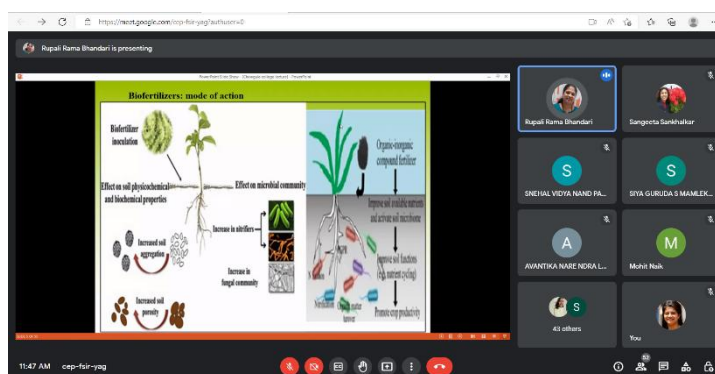 https://meet.google.com/cep-fsir-yag?authuser=0
Rupali Rama Bhandari is presenting
Biofertilizers: mode of action
Biofertilizer
inoculation
Effect on soil physicochemical
and biochemical properties
Effect on microbial community
Increased soil
aggregation
Increase in nitrifiers
Increase in
fungal community
Increased soil
porosity
Organic-inorganic
compound fertilizer
Improve soil available nutrients
and activate soil microbiome
PGPR
Improve soil functions
(e.g. nutrient cycling)
matter
turnover
Promote crop productivity
Rupali Rama Bhandari
Sangeeta Sankhalkar
S
SNEHAL VIDYA NAND PA...
S
SIYA GURUDAS MAMLEK...
A
AVANTIKA NARE NDRA L...
M
Mohit Naik
S
43 others
You
11:47 AM cep-fsir-yag